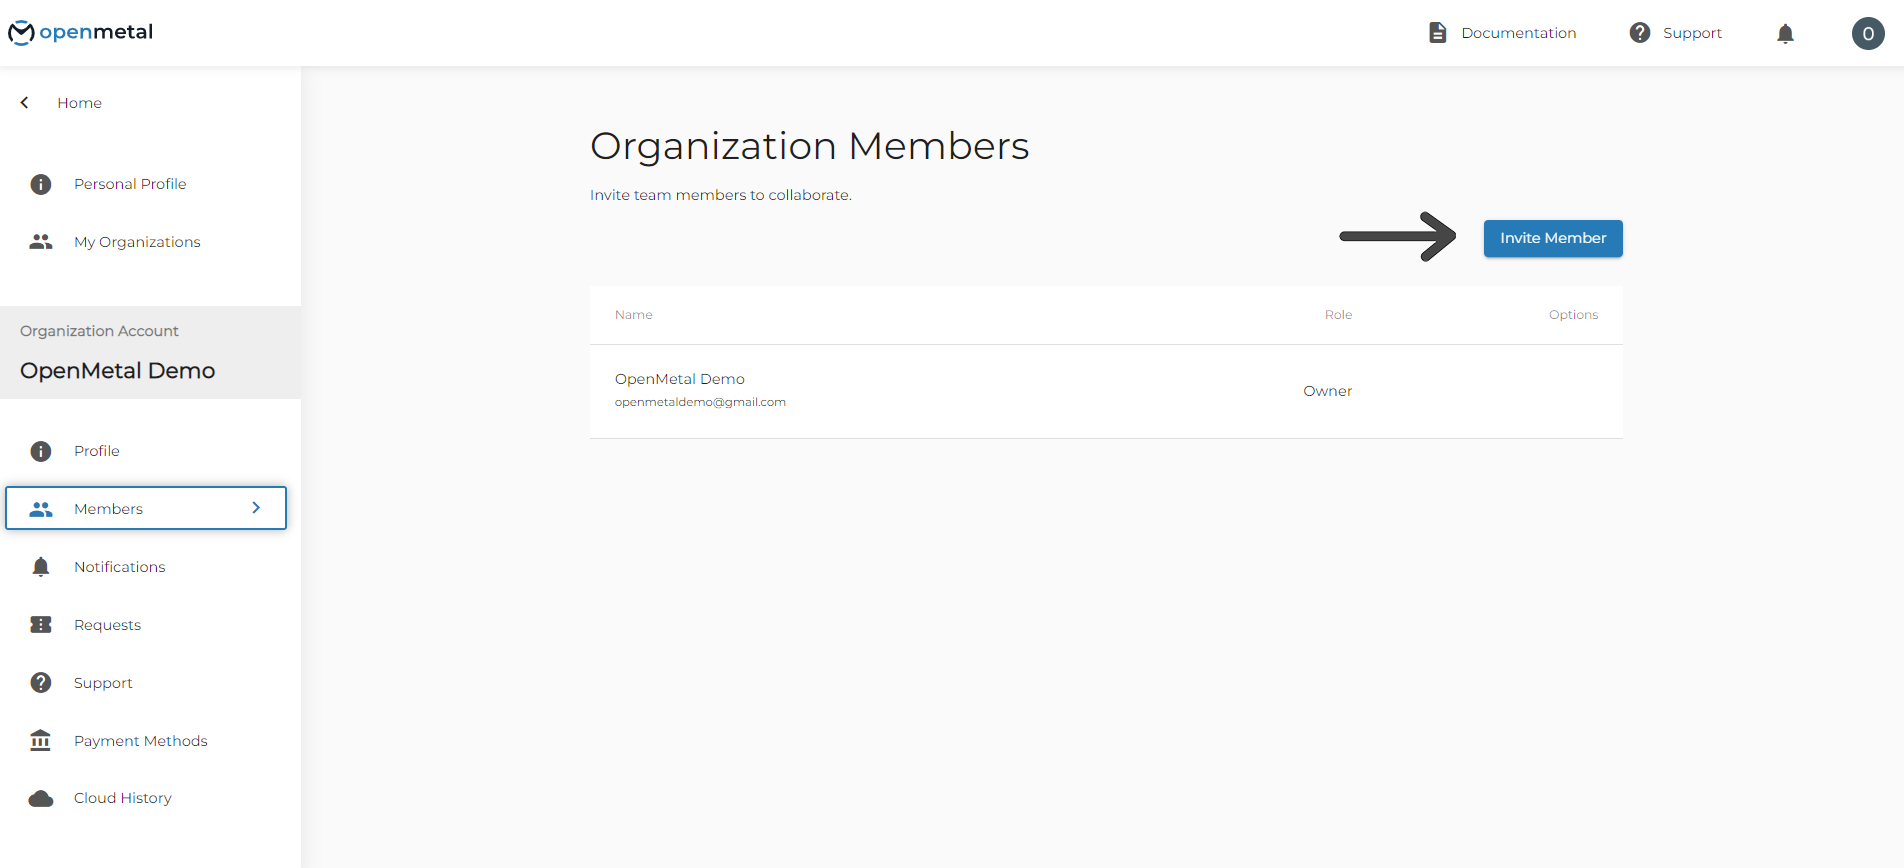 openmetal
Documentation
Support
0
Home
Personal Profile
My Organizations
Organization Account
OpenMetal Demo
Profile
Members
Notifications
Requests
Support
Payment Methods
Cloud History
Organization Members
Invite team members to collaborate.
Invite Member
Name Role Options
OpenMetal Demo
openmetaldemo@gmail.com
Owner